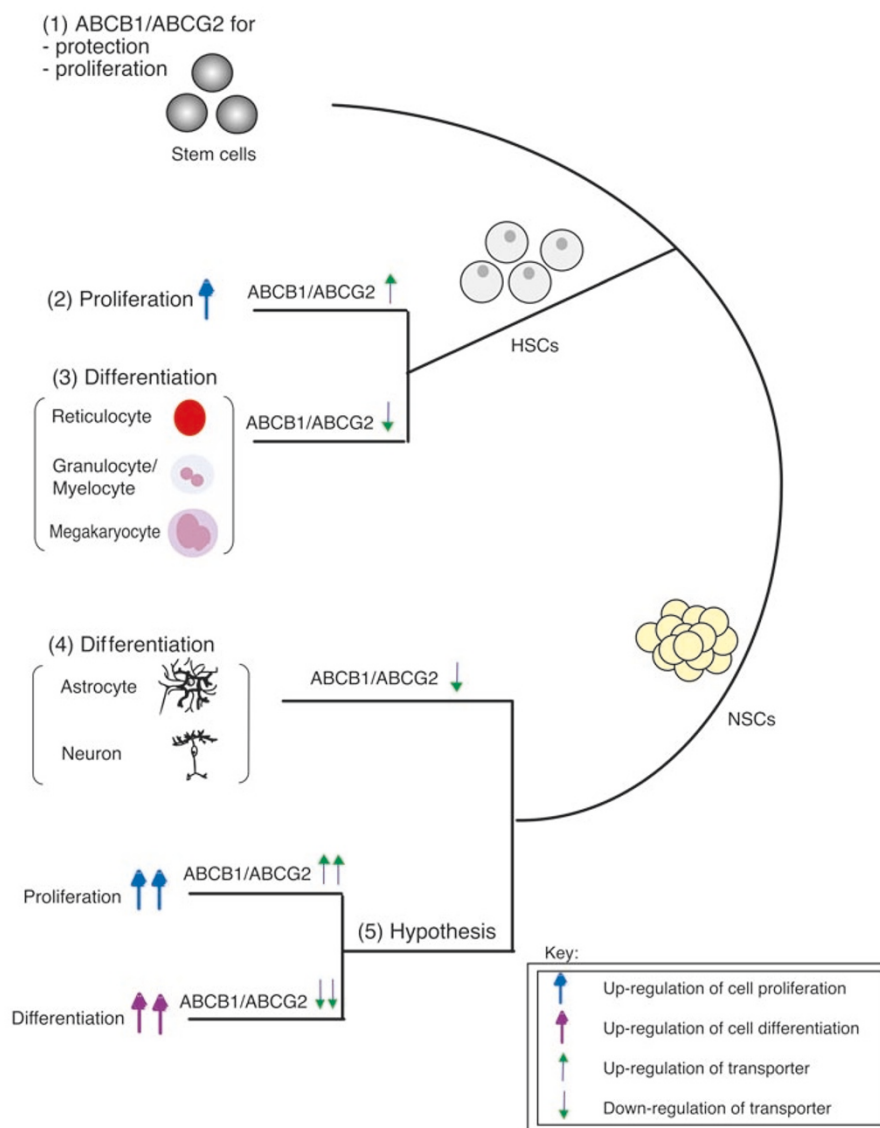 (1) ABCB1/ABCG2 for
- protection
- proliferation
Stem cells
(2) Proliferation
ABCB1/ABCG2
HSCs
(3) Differentiation
ABCB1/ABCG2
Reticulocyte
Granulocyte/
Myelocyte
Megakaryocyte
(4) Differentiation
ABCB1/ABCG2
Astrocyte
Neuron
NSCs
Proliferation
ABCB1/ABCG2
(5) Hypothesis
Differentiation
ABCB1/ABCG2
Key:
Up-regulation of cell proliferation
Up-regulation of cell differentiation
Up-regulation of transporter
Down-regulation of transporter